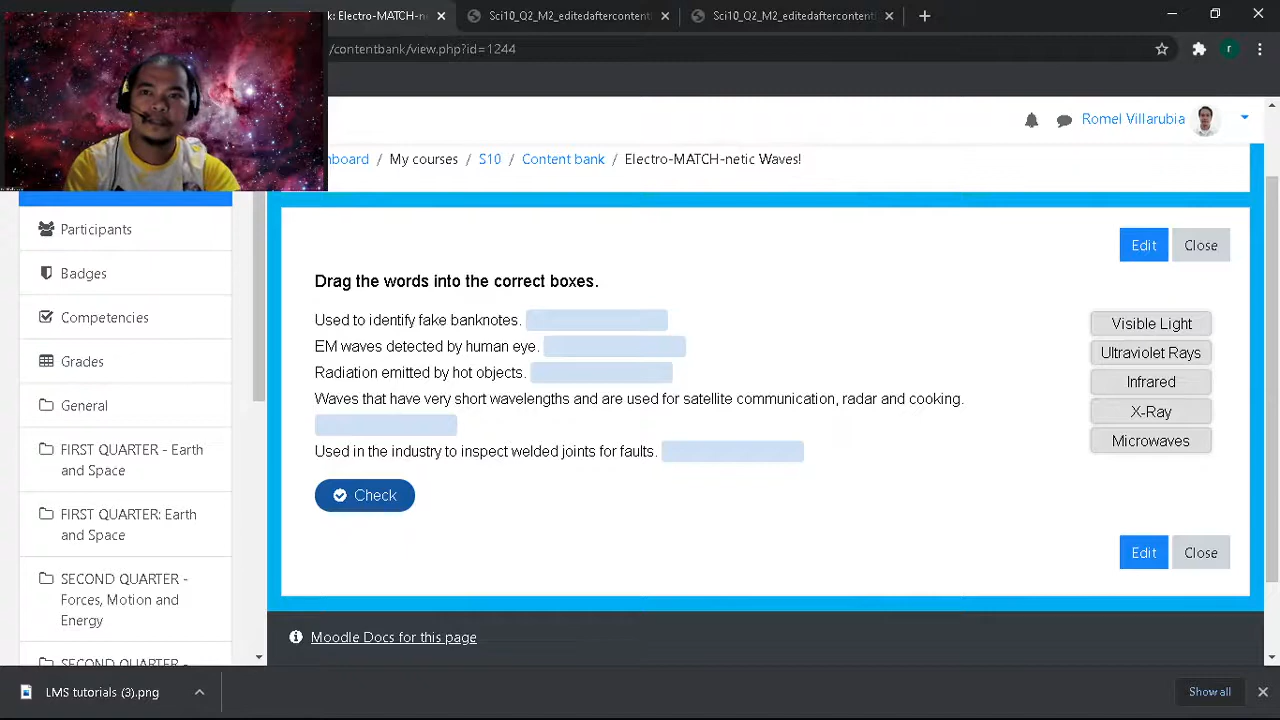 k: Electro-MATCH-ne
Sci10_Q2_M2_editedaftercontent
Sci10_Q2_M2_editedaftercontent
/contentbank/view.php?id=1244
r
Romel Villarubia
nboard / My courses / S10 / Content bank / Electro-MATCH-netic Waves!
Participants
Badges
Competencies
Grades
General
FIRST QUARTER - Earth
and Space
FIRST QUARTER: Earth
and Space
SECOND QUARTER -
Forces, Motion and
Energy
SECOND QUARTER -
Edit
Close
Drag the words into the correct boxes.
Used to identify fake banknotes.
EM waves detected by human eye.
Radiation emitted by hot objects.
Waves that have very short wavelengths and are used for satellite communication, radar and cooking.
Used in the industry to inspect welded joints for faults.
Visible Light
Ultraviolet Rays
Infrared
X-Ray
Microwaves
Check
Edit
Close
Moodle Docs for this page
LMS tutorials (3).png
Show all